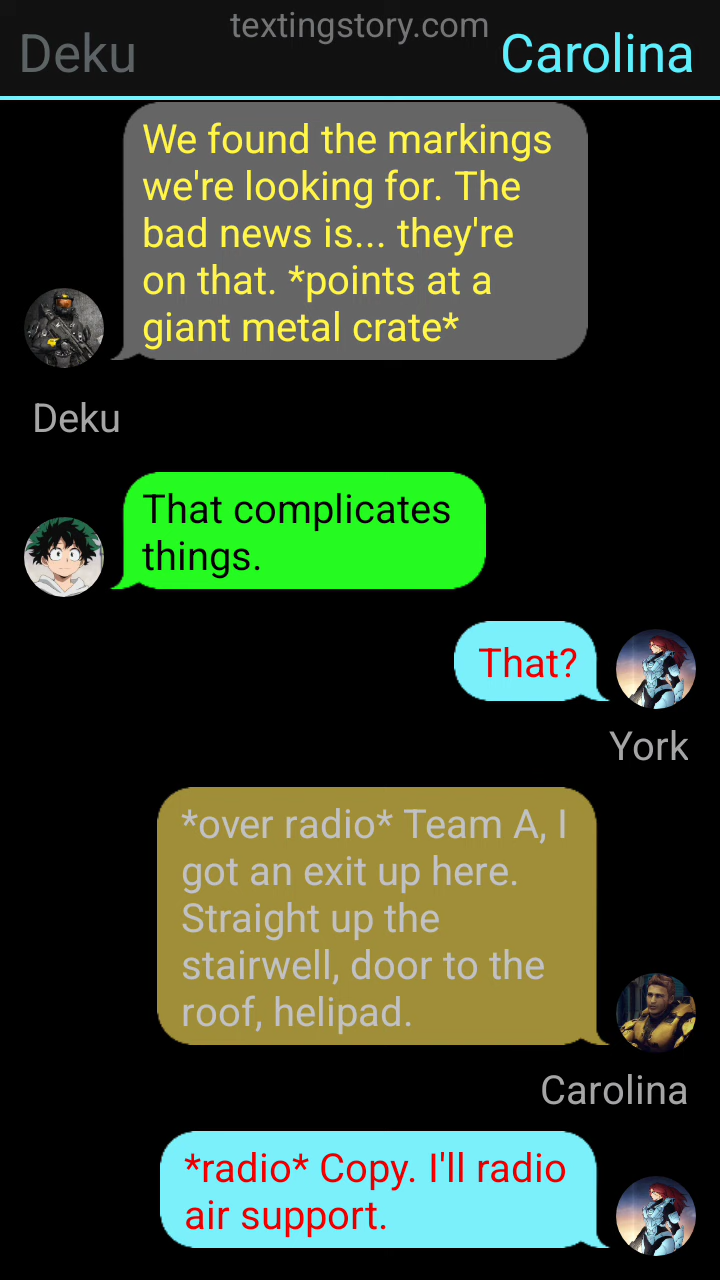 textingstory.com
Deku
Carolina
We found the markings
we're looking for. The
bad news is... they're
on that. *points at a
giant metal crate*
Deku
That complicates
things.
That?
York
*over radio* Team A, I
got an exit up here.
Straight up the
stairwell, door to the
roof, helipad.
Carolina
*radio* Copy. I'll radio
air support.